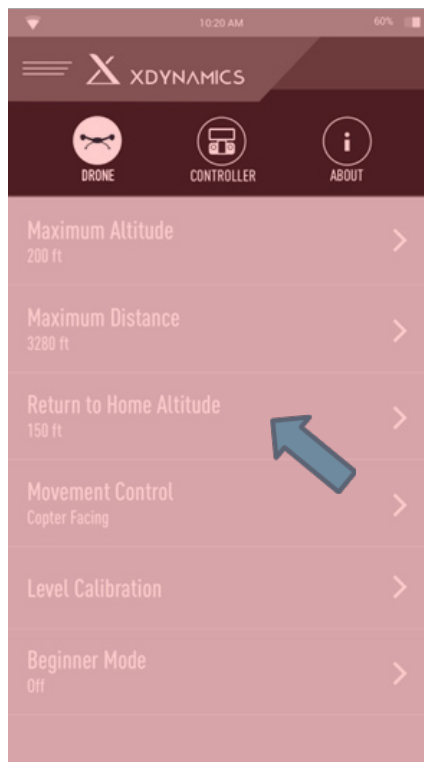 10:20 AM 60%
XDYNAMICS
DRONE CONTROLLER ABOUT
Maximum Altitude
200 ft
Maximum Distance
3280 ft
Return to Home Altitude
150 ft
Movement Control
Copter Facing
Level Calibration
Beginner Mode
Off